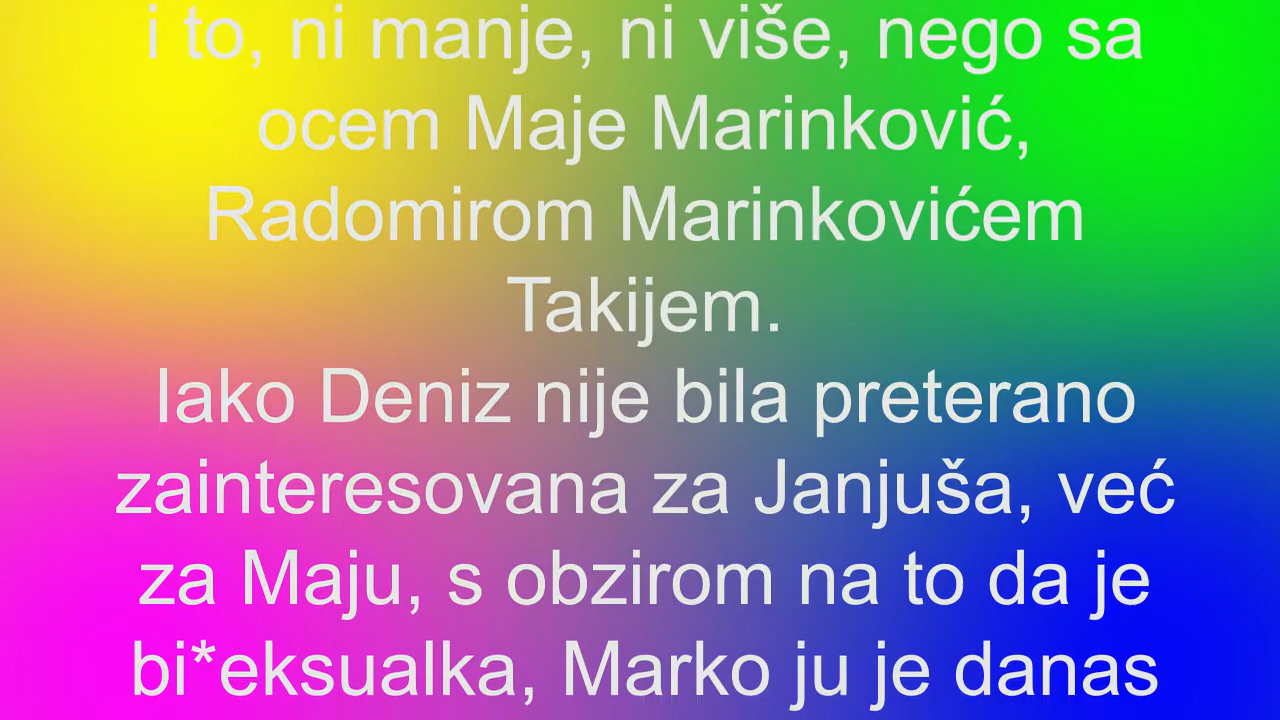 i to, ni manje, ni više, nego sa
ocem Maje Marinković,
Radomirom Marinkovićem
Takijem.
Iako Deniz nije bila preterano
zainteresovana za Janjuša, već
za Maju, s obzirom na to da je
bi*eksualka, Marko ju je danas